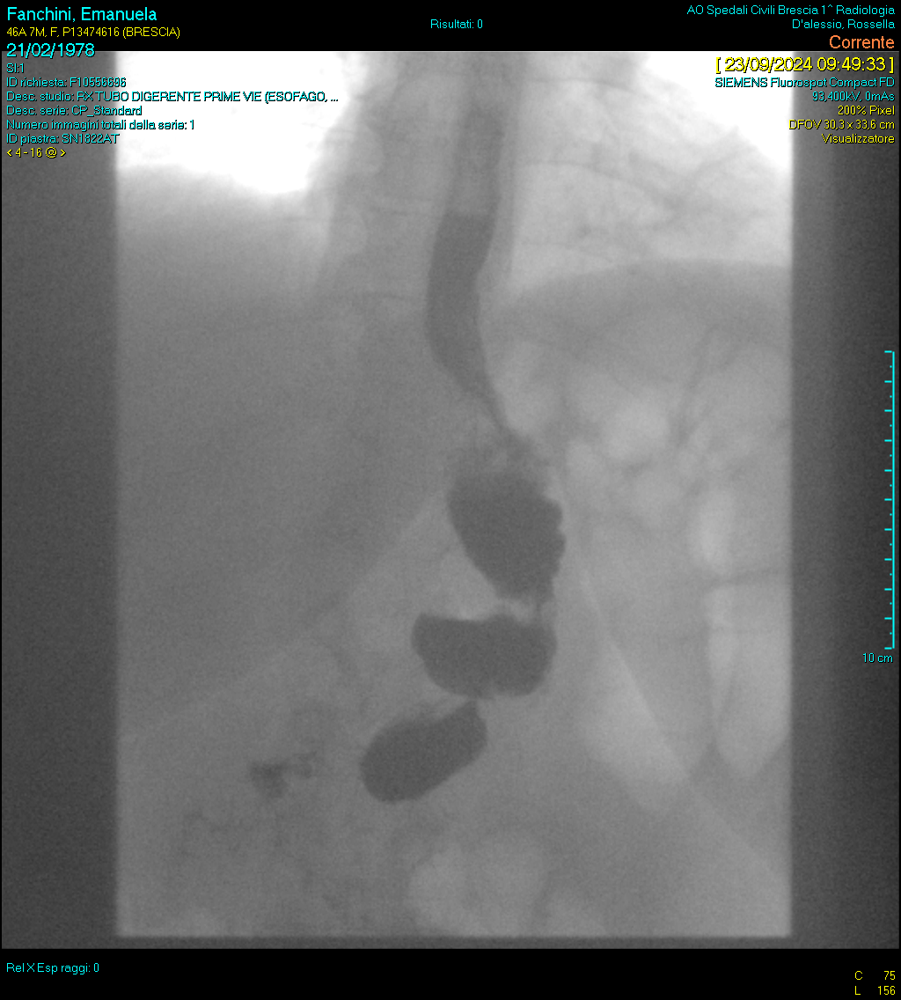 Fanchini, Emanuela
46A 7M, F, P13474616 (BRESCIA)
21/02/1978
SI:1
ID richiesta: F10556696
Desc. studio: RX TUBO DIGERENTE PRIME VIE (ESOFAGO, ...
Desc. serie: CP_Standard
Numero immagini totali della serie: 1
ID piastra: SN1822AT
< 4 - 16 @ >
Risultati: 0
AO Spedali Civili Brescia 1^ Radiologia
D'alessio, Rossella
Corrente
[ 23/09/2024 09:49:33 ]
SIEMENS Fluorospot Compact FD
93,400kV, 0mAs
200% Pixel
DFOV 30,3 x 33,6 cm
Visualizzatore
10 cm
Rel X Esp raggi: 0
C 75
L 156